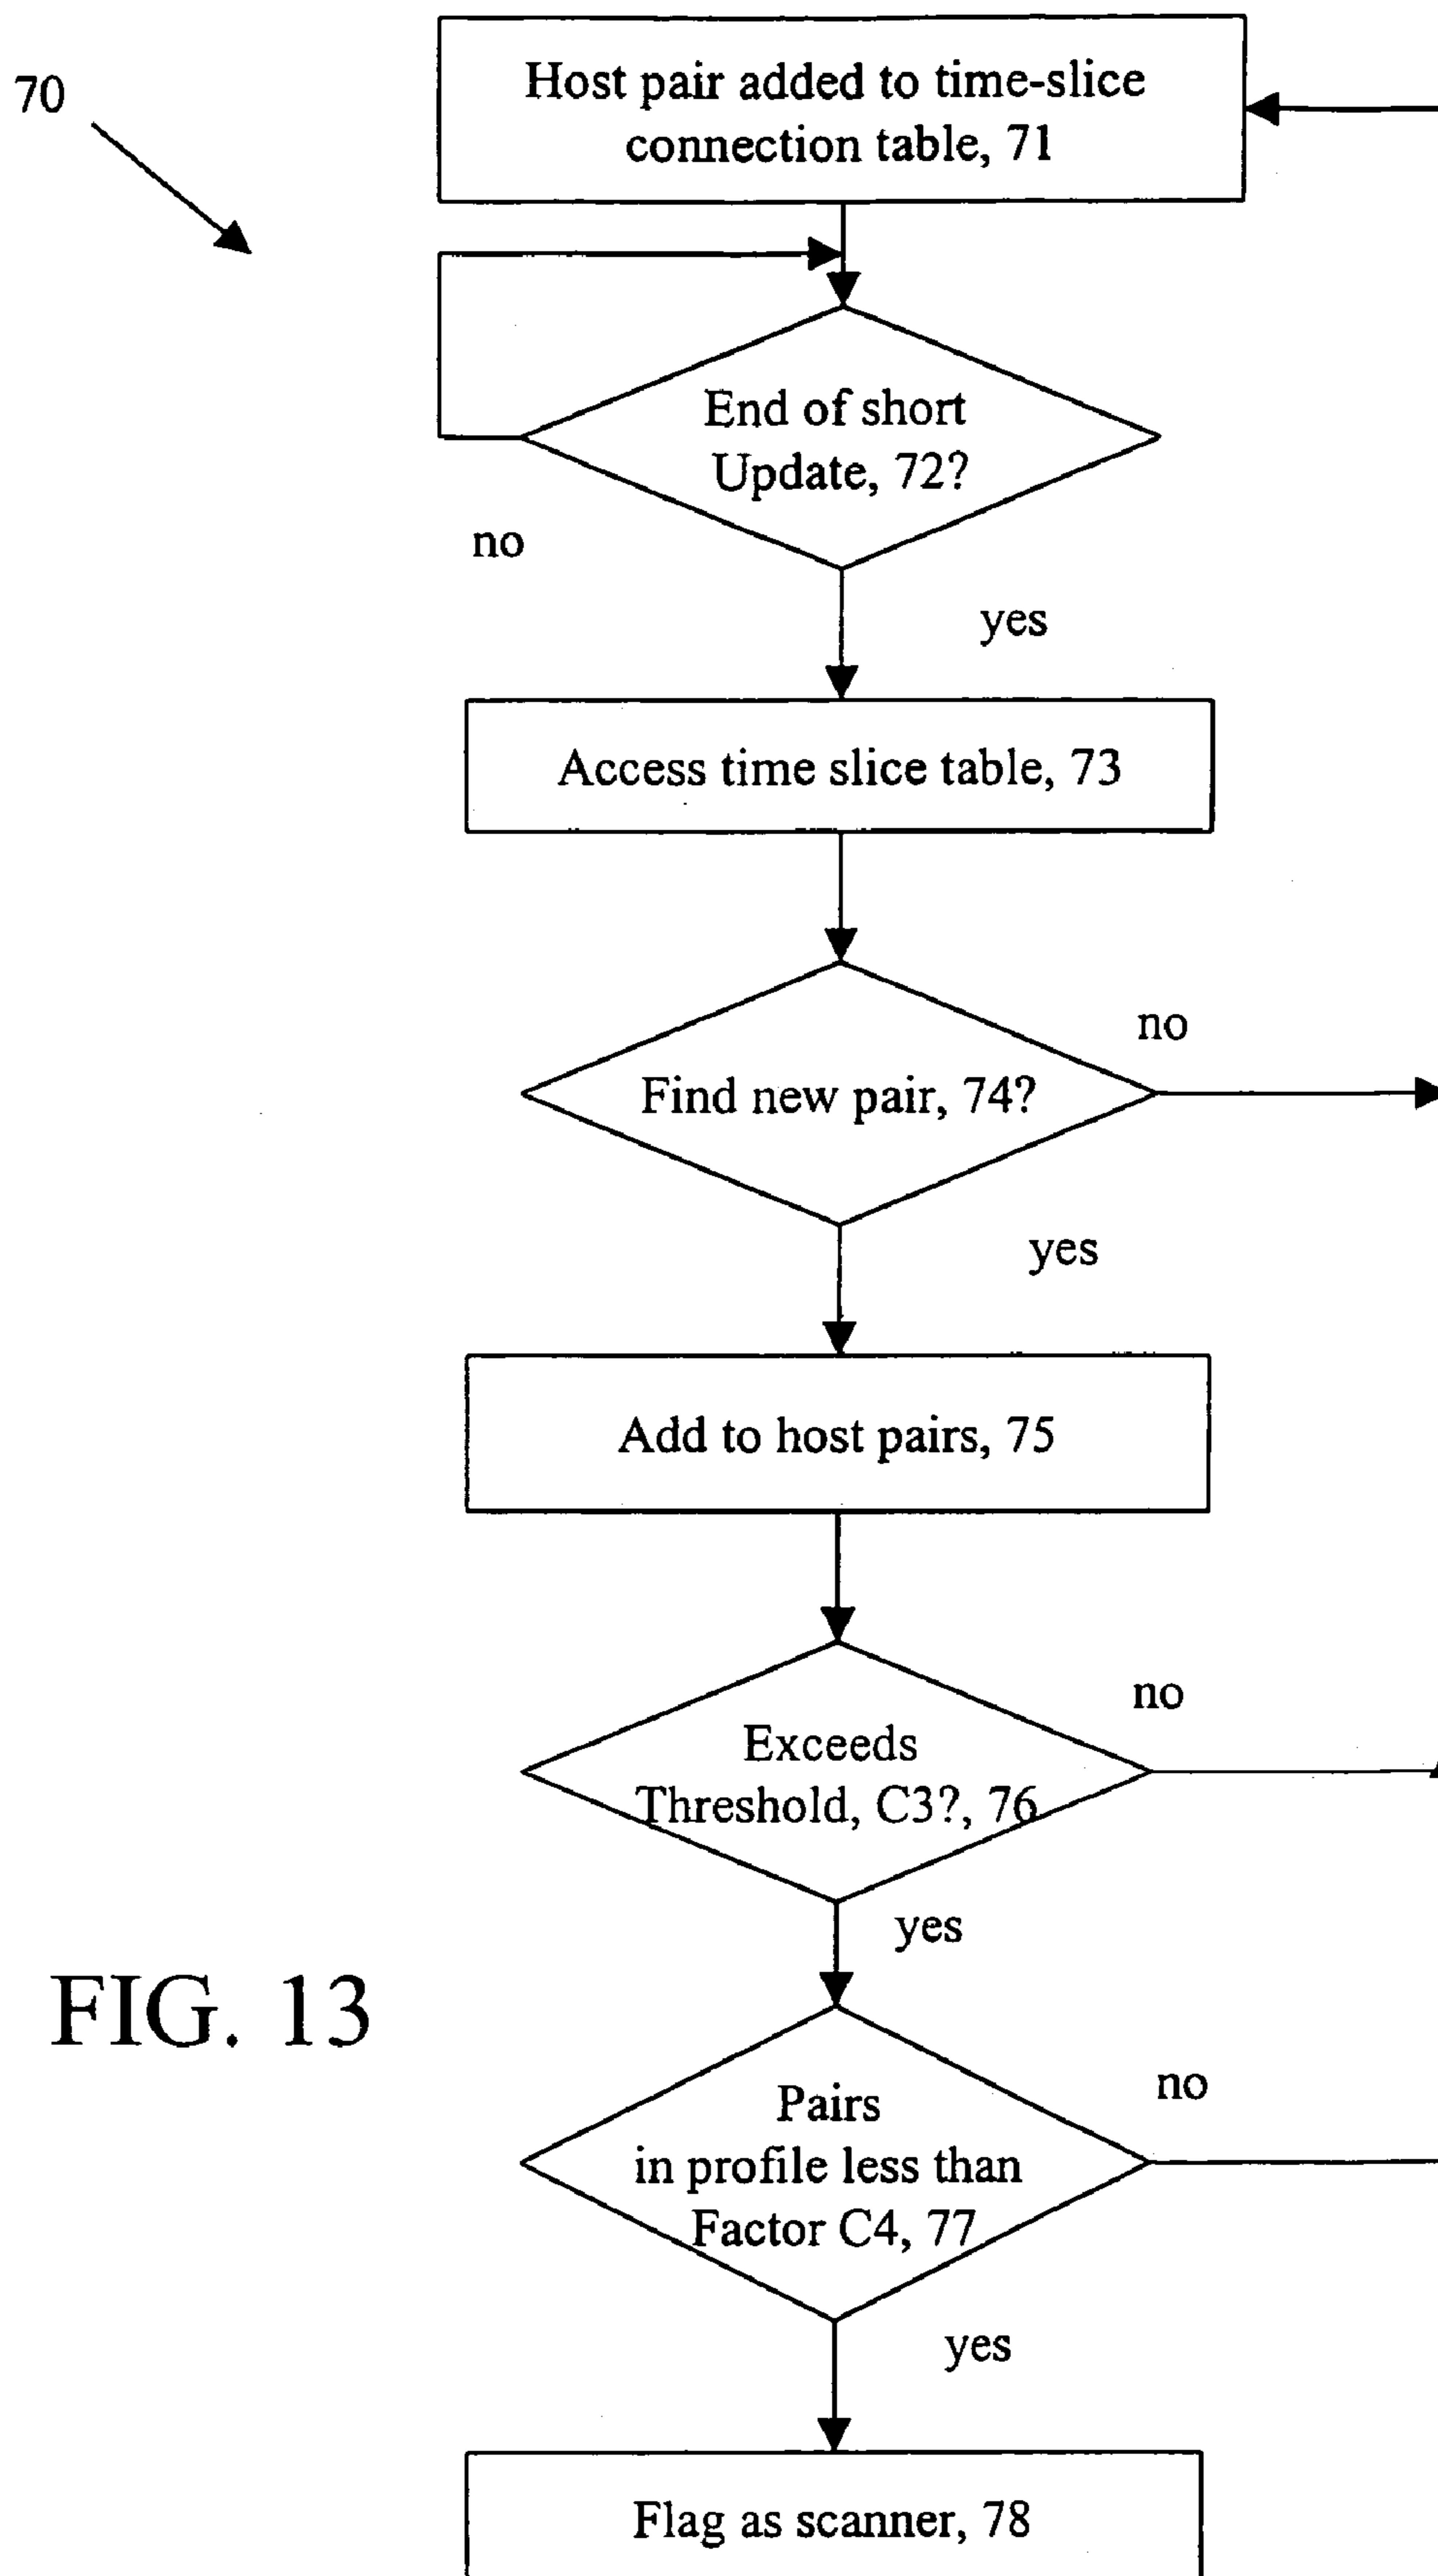 70
Host pair added to time-slice
connection table, 71
End of short
Update, 72?
no
yes
Access time slice table, 73
no
Find new pair, 74?
yes
Add to host pairs, 75
no
Exceeds
Threshold, C3?, 76
yes
FIG. 13
no
Pairs
in profile less than
Factor C4, 77
yes
Flag as scanner, 78